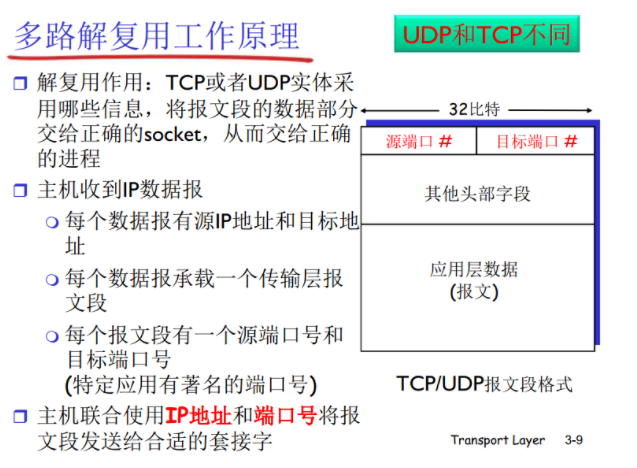 多路解复用工作原理
UDP和TCP不同
解复用作用：TCP或者UDP实体采
用哪些信息，将报文段的数据部分
交给正确的socket，从而交给正确
的进程
主机收到IP数据报
每个数据报有源IP地址和目标地
址
每个数据报承载一个传输层报
文段
每个报文段有一个源端口号和
目标端口号
(特定应用有著名的端口号)
主机联合使用IP地址和端口号将报
文段发送给合适的套接字
32比特
源端口 #
目标端口 #
其他头部字段
应用层数据
(报文)
TCP/UDP报文段格式
Transport Layer 3-9